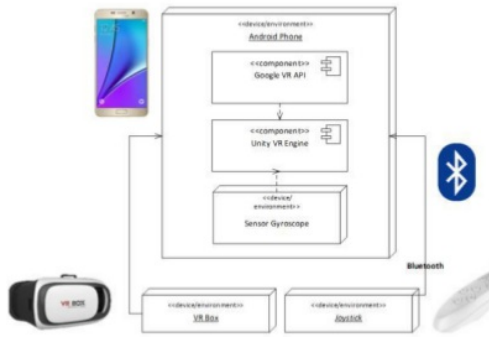 <<device/environment>>
Android Phone
<<component>>
Google VR API
<<component>>
Unity VR Engine
<<device/
environment>>
Sensor Gyroscope
Bluetooth
VR BOX
<<device/environment>>
VR Box
<<device/environment>>
Joystick